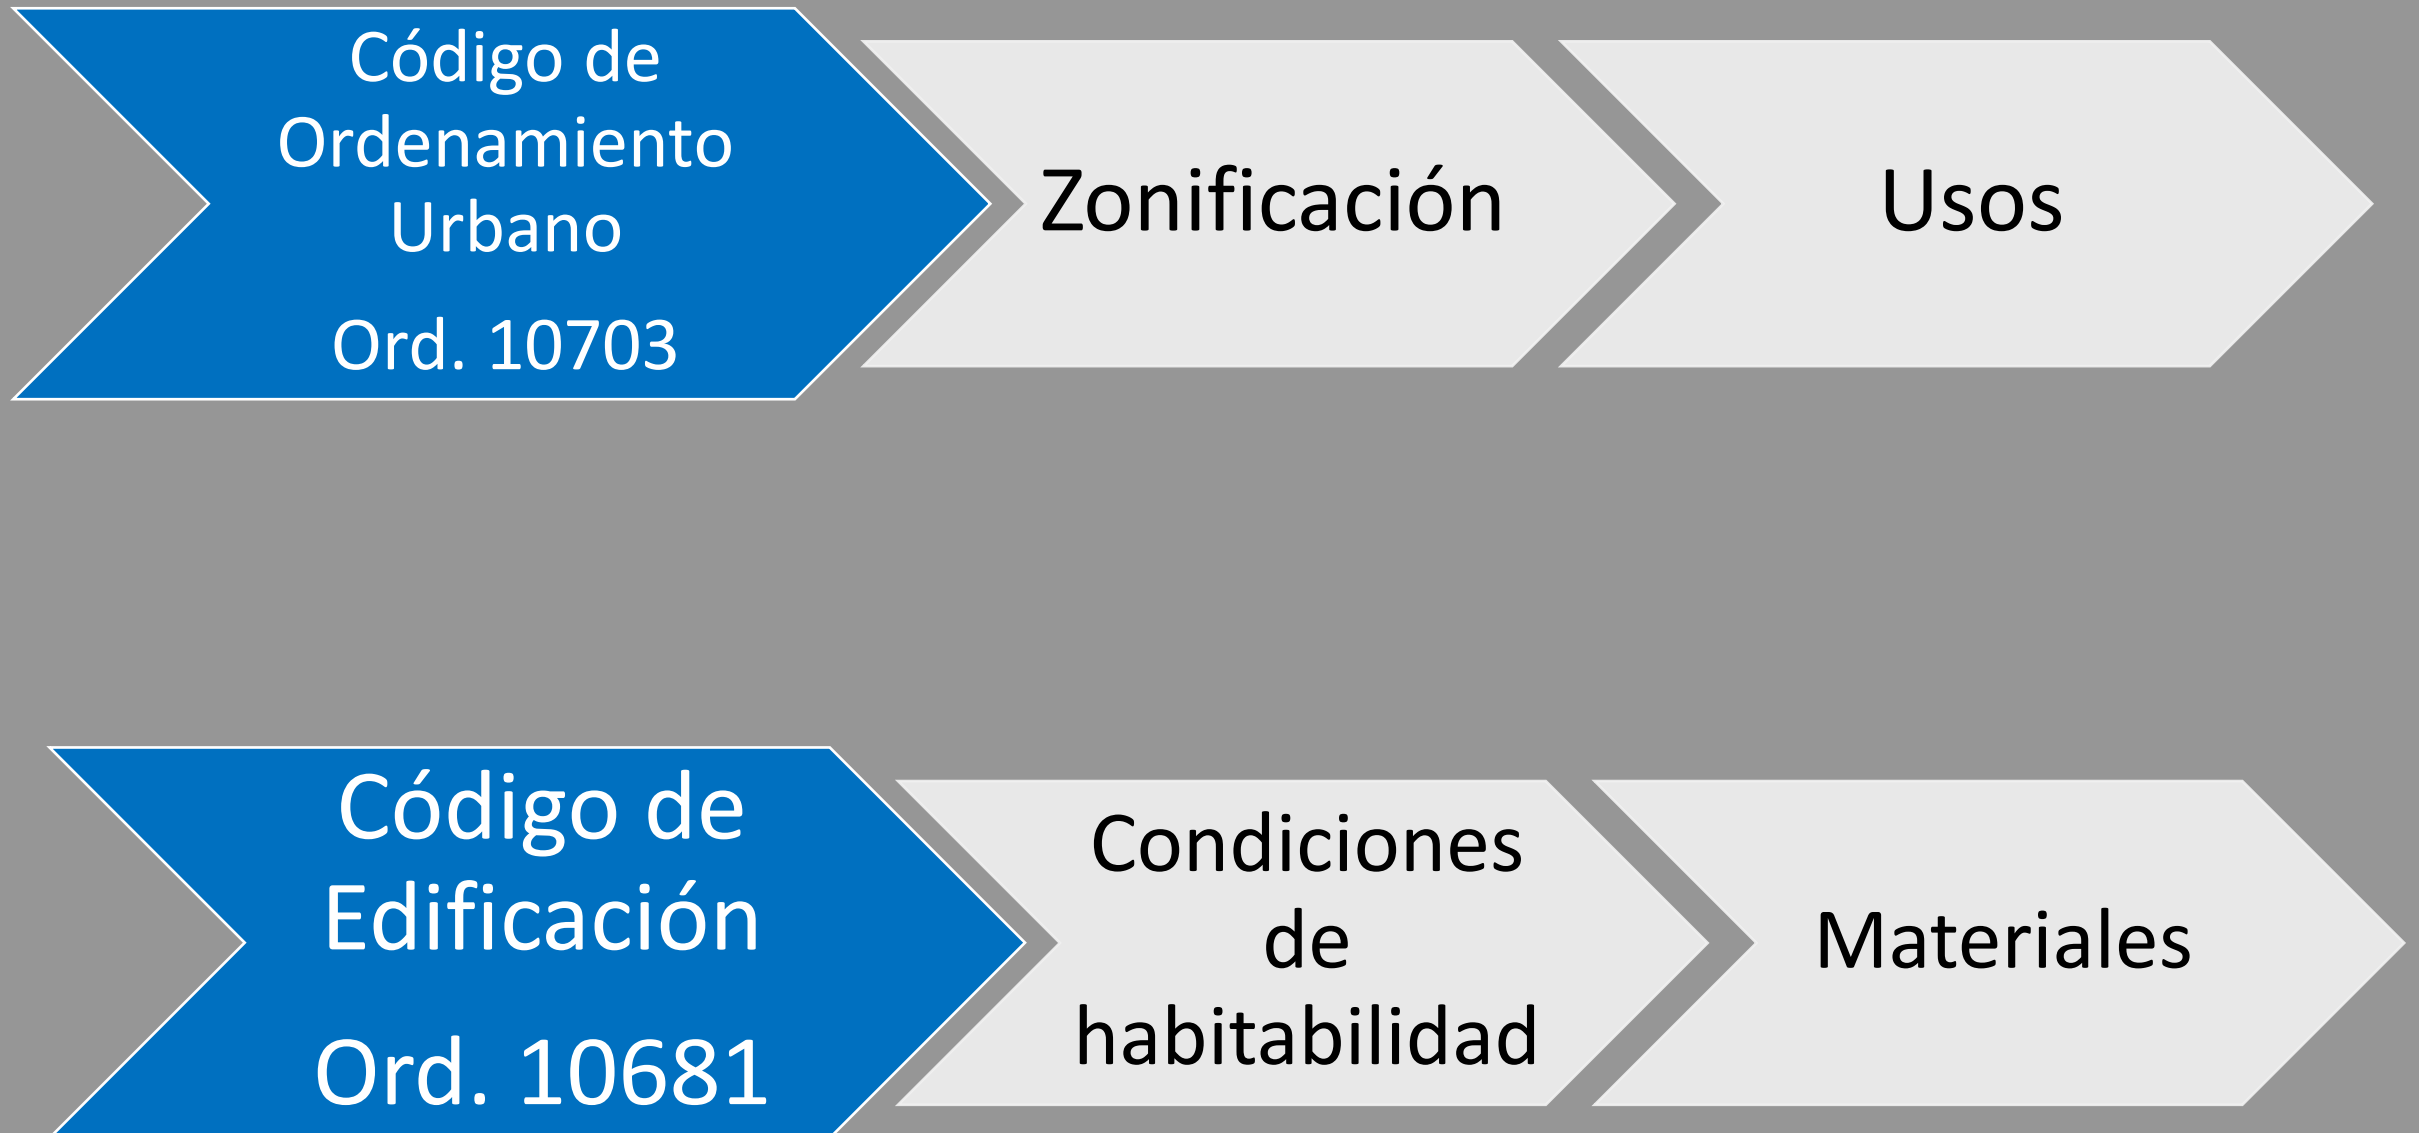 Código de
Ordenamiento
Urbano
Ord. 10703
Zonificación
Usos
Código de
Edificación
Ord. 10681
Condiciones
de
habitabilidad
Materiales